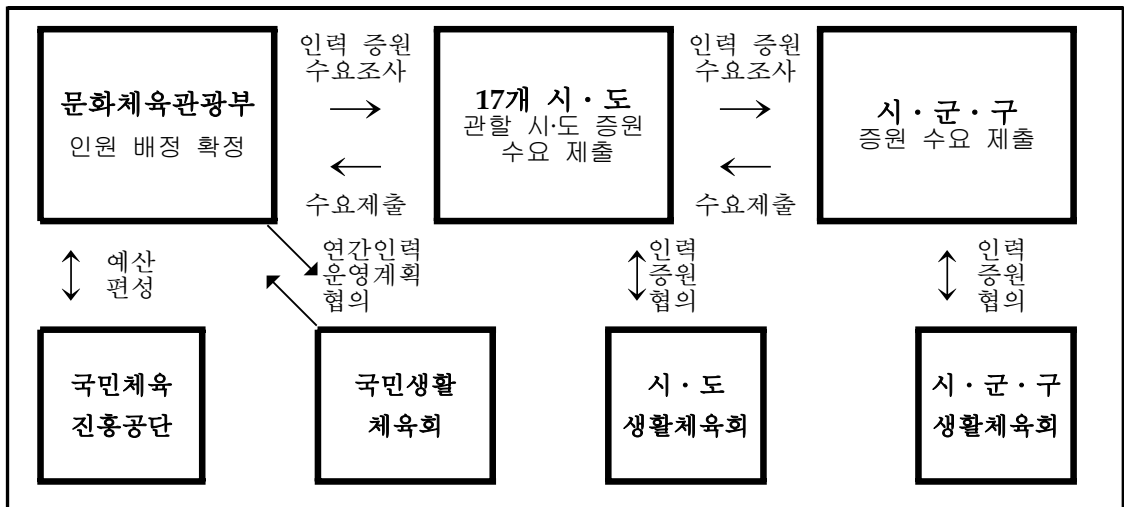 인력 증원
수요조사
인력 증원
수요조사
문화체육관광부
인원 배정 확정
17개 시·도
관할 시·도 증원
수요 제출
시·군·구
증원 수요 제출
수요제출
수요제출
예산
편성
연간인력
운영계획
협의
인력
증원
협의
인력
증원
협의
국민체육
진흥공단
국민생활
체육회
시·도
생활체육회
시·군·구
생활체육회